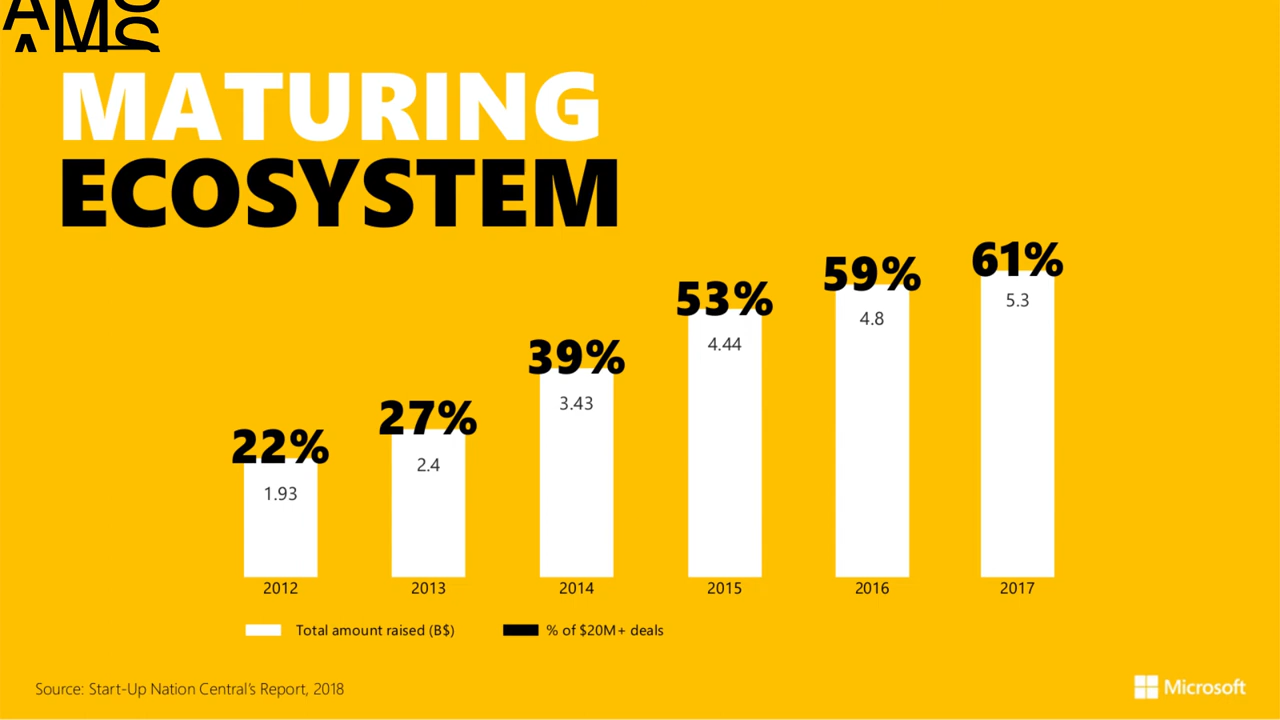 AMS
MATURING
ECOSYSTEM
61%
59%
5.3
53%
4.8
4.44
39%
3.43
27%
22%
2.4
1.93
2012 2013 2014 2015 2016 2017
Total amount raised (B$) % of $20M+ deals
Source: Start-Up Nation Central's Report, 2018
Microsoft